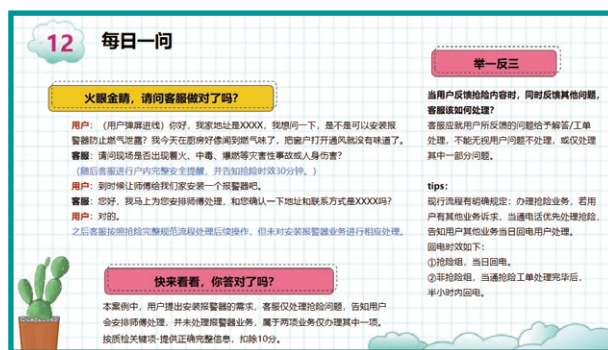 12
每日一问
火眼金睛，请问客服做对了吗？
用户：（用户弹屏进线）你好，我家地址是XXXX，我想问一下，是不是可以安装报
警器防止燃气泄露？我今天在厨房好像闻到燃气味了，把窗户打开通风就没有味道了。
客服：请问现场是否出现着火、中毒、爆燃等灾害性事故或人身伤害？
（随后客服进行户内完整安全提醒，并告知抢险时效30分钟。）
用户：到时候让师傅给我们家安装一个报警器吧。
客服：您好，我马上为您安排师傅处理，和您确认一下地址和联系方式是XXXX吗？
用户：对的。
之后客服按照抢险完整规范流程处理后续操作，但未对安装报警器业务进行相应处理。
快来看看，你答对了吗？
本案例中，用户提出安装报警器的需求，客服仅处理抢险问题，告知用户
会安排师傅处理，并未处理报警器业务，属于两项业务仅办理其中一项。
按质检关键项-提供正确完整信息，扣除10分。
举一反三
当用户反馈抢险内容时，同时反馈其他问题，
客服该如何处理？
客服应就用户所反馈的问题给予解答/工单
处理，不能无视用户问题不处理，或仅处理
其中一部分问题。
tips：
现行流程有明确规定：办理抢险业务，若用
户有其他业务诉求，当通电话优先处理抢险，
告知用户其他业务当日回电用户处理。
回电时效如下：
①抢险组，当日回电。
②非抢险组，当通抢险工单处理完毕后，
半小时内回电。